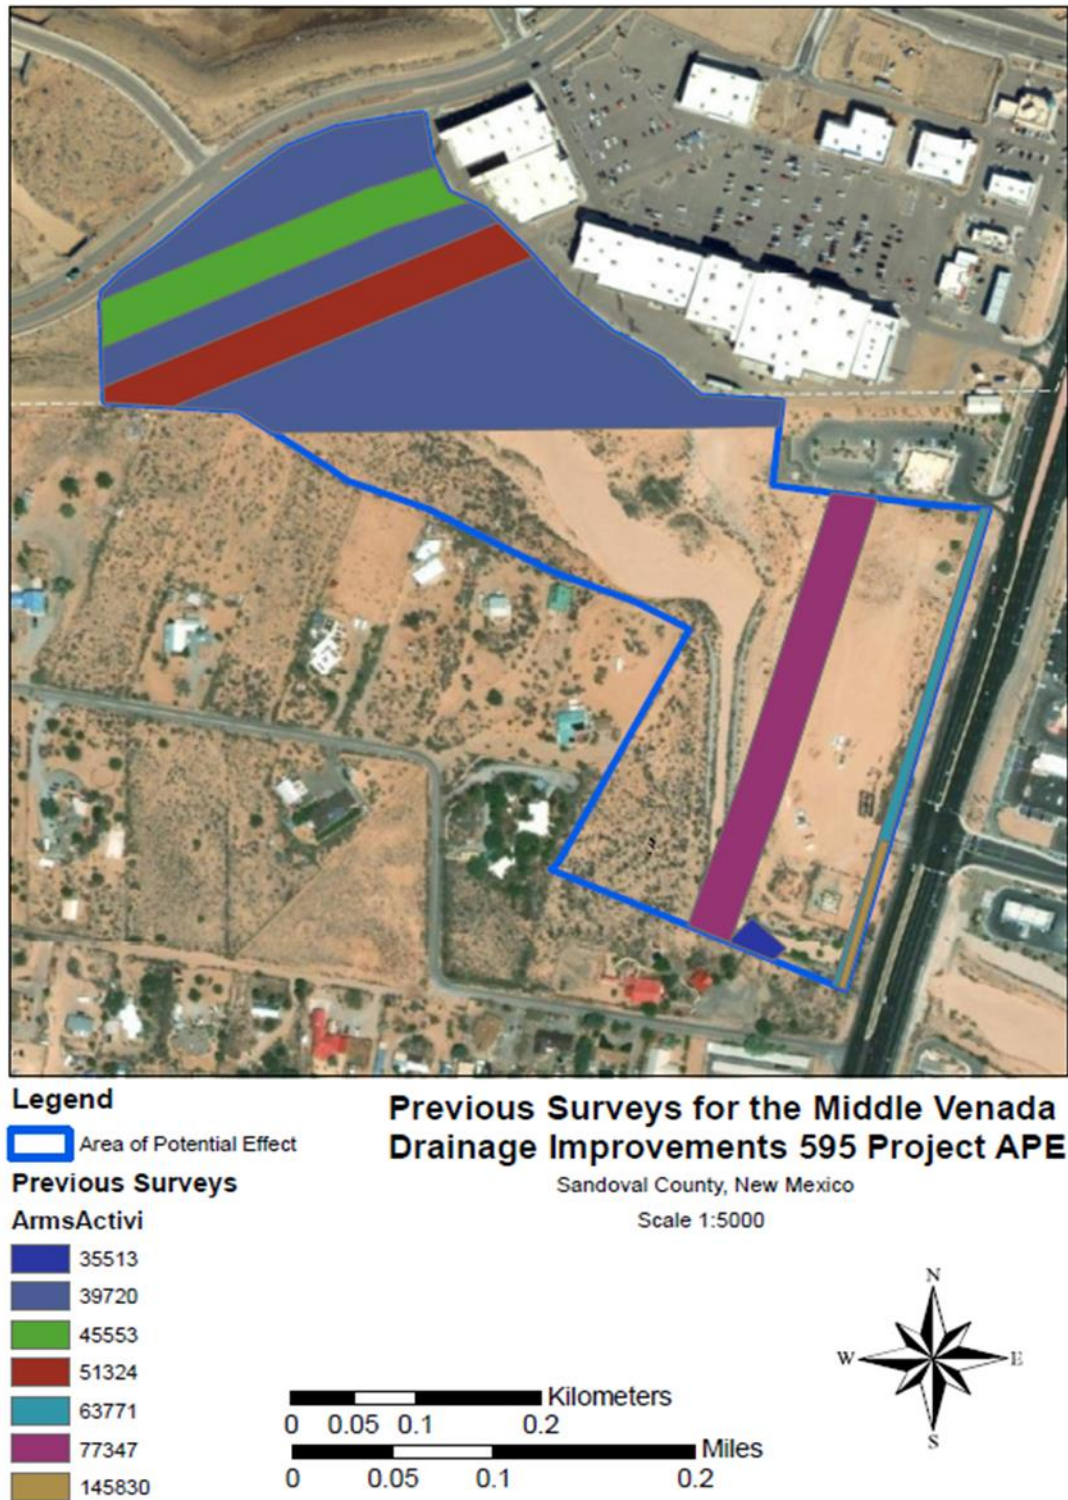 Legend
Area of Potential Effect
Previous Surveys
ArmsActivi
35513
39720
45553
51324
63771
77347
145830
Previous Surveys for the Middle Venada
Drainage Improvements 595 Project APE
Sandoval County, New Mexico
Scale 1:5000
N
W
E
S
Kilometers
0 0.05 0.1 0.2
Miles
0 0.05 0.1 0.2